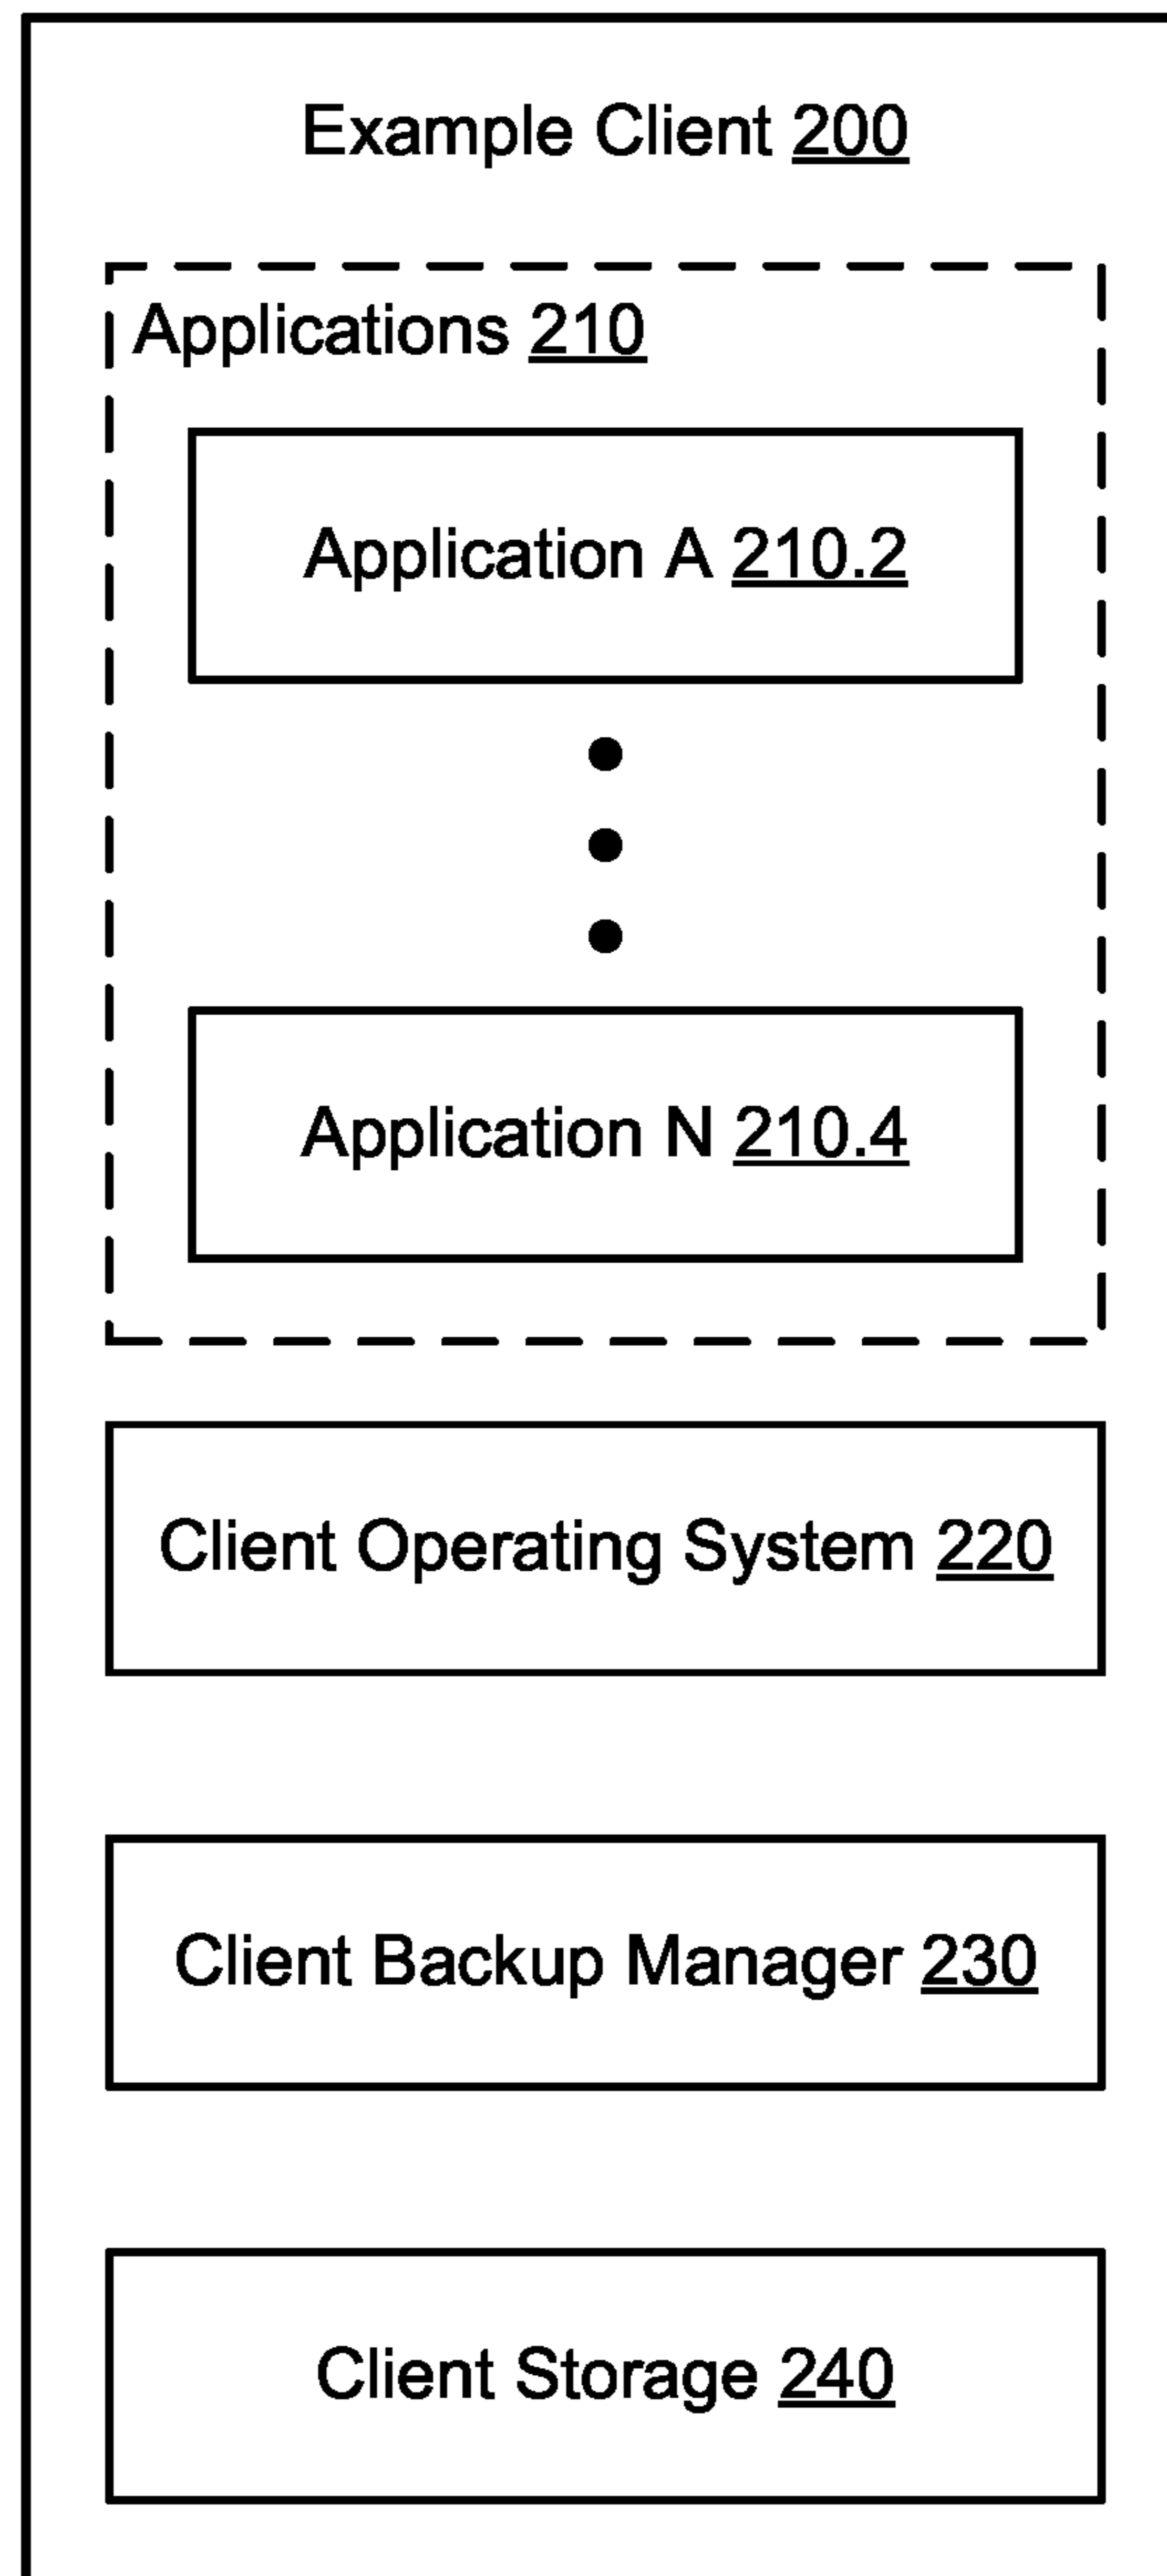 Example Client 200
Applications 210
Application A 210.2
Application N 210.4
Client Operating System 220
Client Backup Manager 230
Client Storage 240